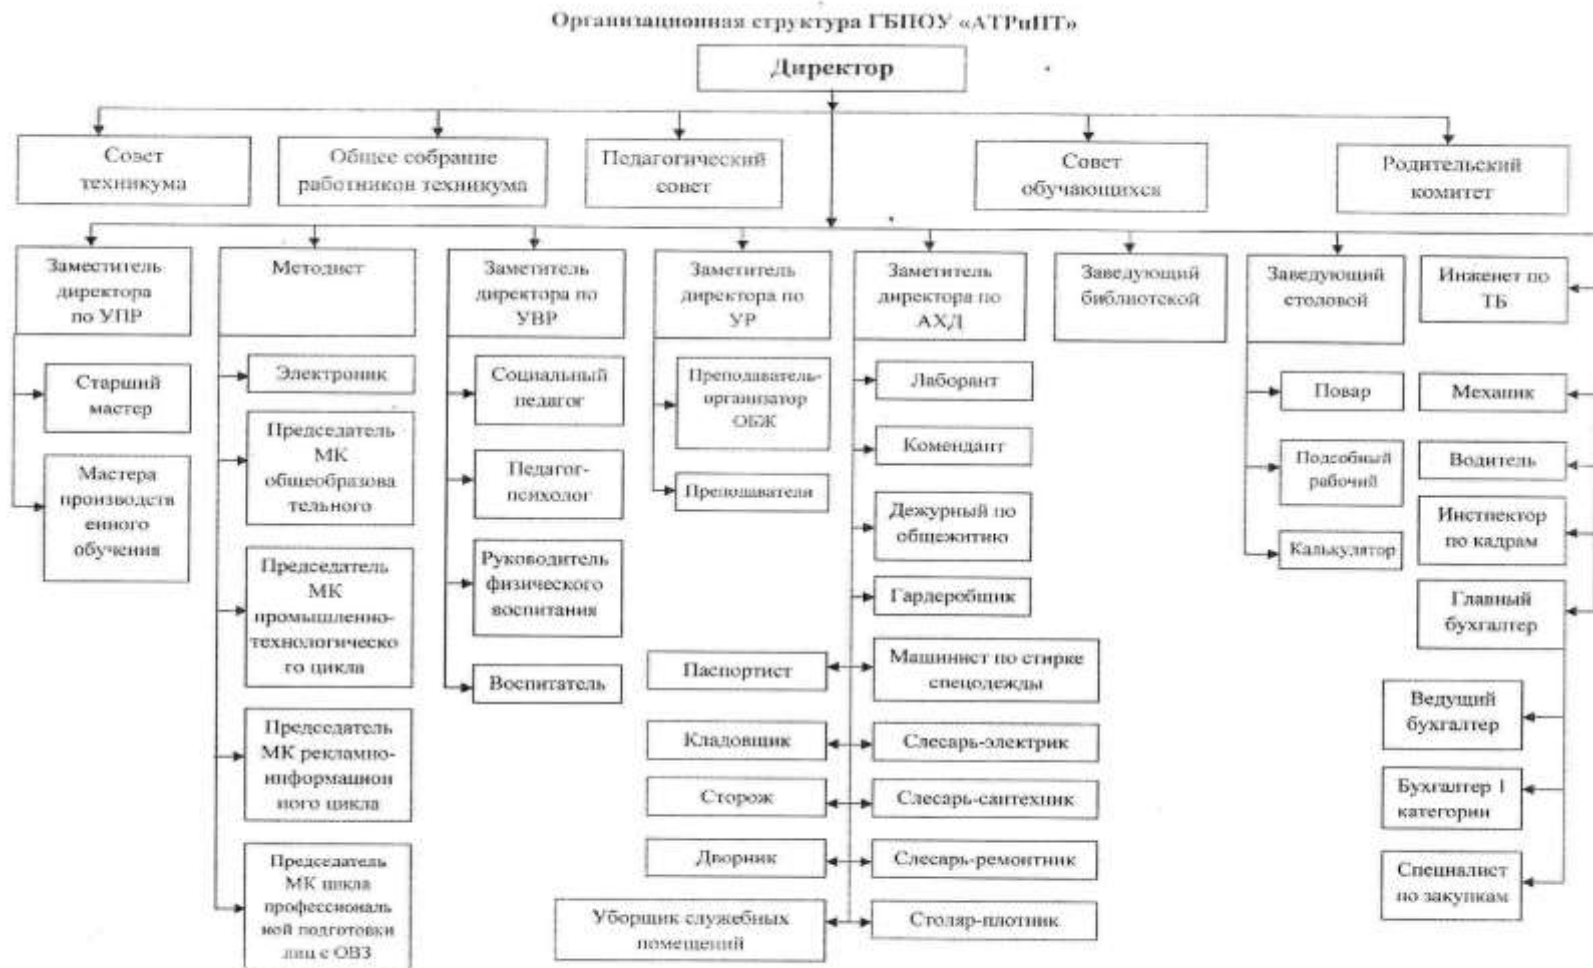 Организационная структура ГБПОУ «АТРиПТ»
Директор
Совет
техникума
Общее собрание
работников техникума
Педагогический
совет
Совет
обучающихся
Родительский
комитет
Заместитель
директора
по УПР
Старший
мастер
Мастера
производств
енного
обучения
Методист
Электроник
Председатель
МК
общеобразова
тельного
Председатель
МК
промышленно-
технологическо
го цикла
Председатель
МК рекламно-
информацион
ного цикла
Председатель
МК цикла
профессиональ
ной подготовки
лиц с ОВЗ
Заметитель
директора по
УВР
Социальный
педагог
Педагог-
психолог
Руководитель
физического
воспитания
Воспитатель
Заметитель
директора по
УР
Преподаватель-
организатор
ОБЖ
Преподаватели
Заметитель
директора по
АХД
Лаборант
Комендант
Дежурный по
общежитию
Гардеробщик
Паспортист
Машинист по стирке
спецодежды
Кладовщик
Слесарь-электрик
Сторож
Слесарь-сантехник
Дворник
Слесарь-ремонтник
Уборщик служебных
помещений
Столяр-плотник
Заведующий
библиотской
Заведующий
столовой
Повар
Подсобный
рабочий
Калькулятор
Инженет по
ТБ
Механик
Водитель
Инстпектор
по кадрам
Главный
бухгалтер
Ведущий
бухгалтер
Бухгалтер 1
категории
Специалист
по закупкам